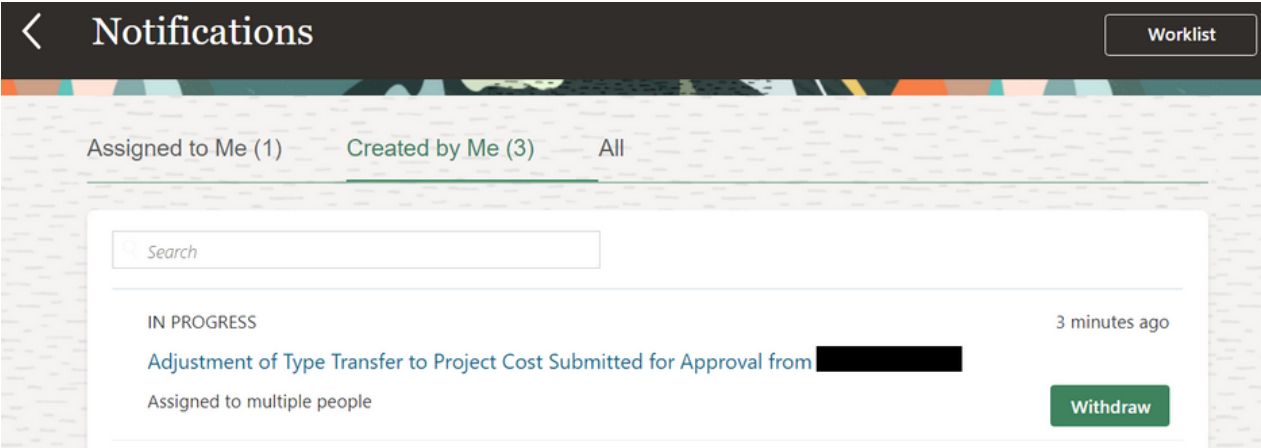 Notifications
Worklist
Assigned to Me (1) Created by Me (3) All
Search
IN PROGRESS 3 minutes ago
Adjustment of Type Transfer to Project Cost Submitted for Approval from
Assigned to multiple people
Withdraw